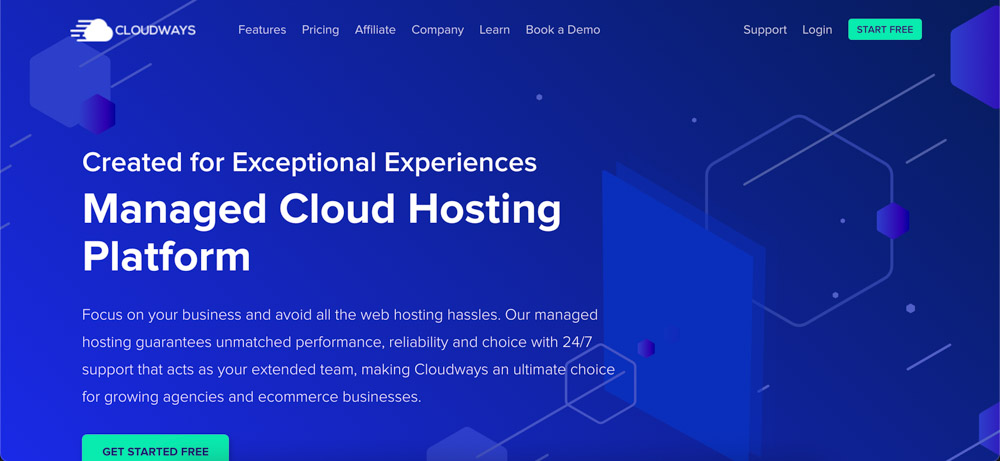 CLOUDWAYS Features Pricing Affiliate Company Learn Book a Demo Support Login START FREE
Created for Exceptional Experiences
Managed Cloud Hosting
Platform
Focus on your business and avoid all the web hosting hassles. Our managed
hosting guarantees unmatched performance, reliability and choice with 24/7
support that acts as your extended team, making Cloudways an ultimate choice
for growing agencies and ecommerce businesses.
GET STARTED FREE